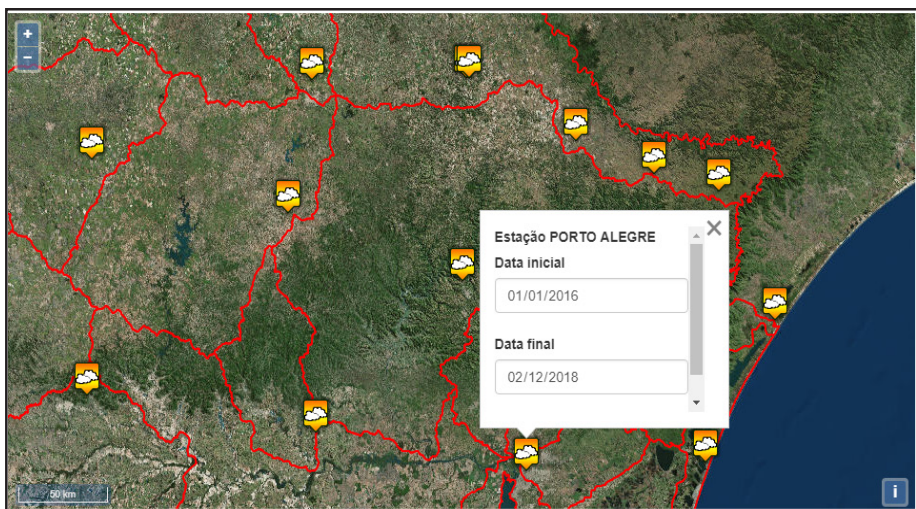 +
−
Estação PORTO ALEGRE
×
Data inicial
01/01/2016
Data final
02/12/2018
50 km
i